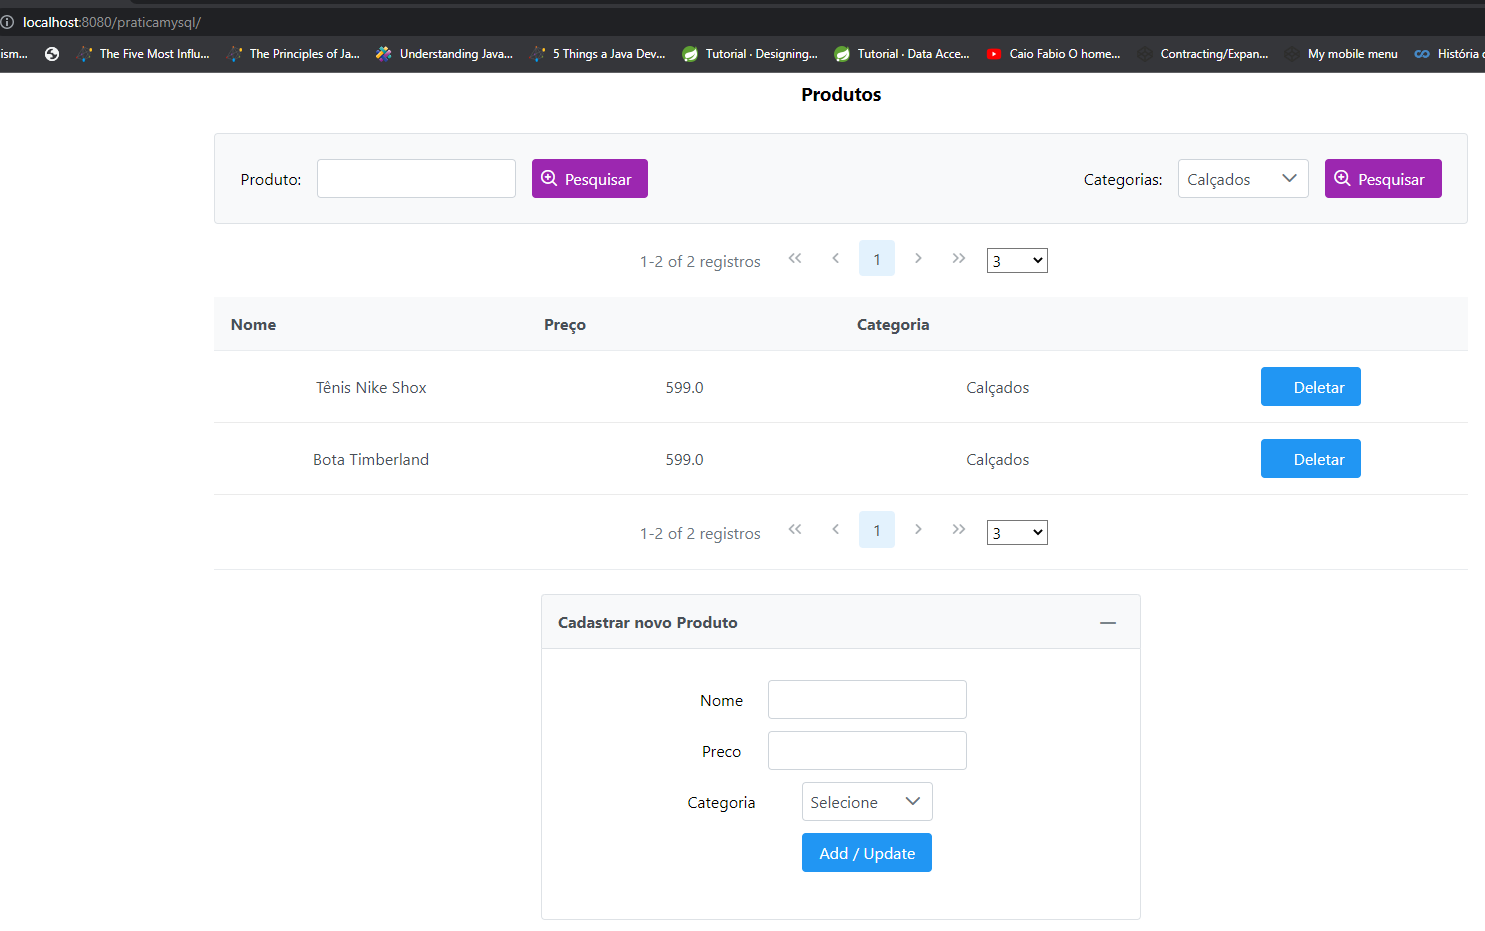 localhost:8080/praticamysql/
ism... The Five Most Influ... The Principles of Ja... Understanding Java... 5 Things a Java Dev... Tutorial · Designing... Tutorial · Data Acce... Caio Fabio O home... Contracting/Expan... My mobile menu História
Produtos
Produto: Pesquisar Categorias: Calçados Pesquisar
1-2 of 2 registros 1 3
Nome Preço Categoria
Tênis Nike Shox 599.0 Calçados Deletar
Bota Timberland 599.0 Calçados Deletar
1-2 of 2 registros 1 3
Cadastrar novo Produto
Nome
Preco
Categoria Selecione
Add / Update